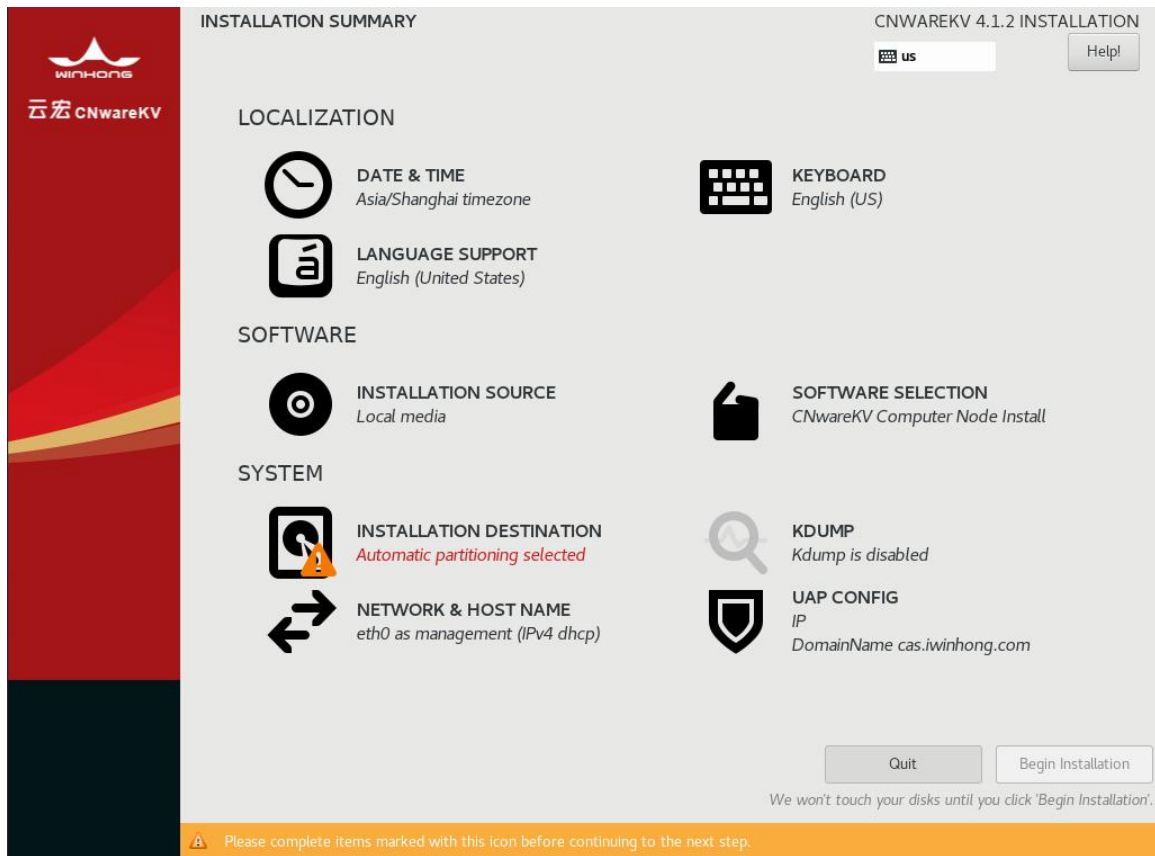 INSTALLATION SUMMARY
CNWAREKV 4.1.2 INSTALLATION
us
Help!
WINHONG
云宏 CNwareKV
LOCALIZATION
DATE & TIME
Asia/Shanghai timezone
KEYBOARD
English (US)
LANGUAGE SUPPORT
English (United States)
SOFTWARE
INSTALLATION SOURCE
Local media
SOFTWARE SELECTION
CNwareKV Computer Node Install
SYSTEM
INSTALLATION DESTINATION
Automatic partitioning selected
KDUMP
Kdump is disabled
NETWORK & HOST NAME
eth0 as management (IPv4 dhcp)
UAP CONFIG
IP
DomainName cas.iwinhong.com
Quit
Begin Installation
We won't touch your disks until you click 'Begin Installation'.
Please complete items marked with this icon before continuing to the next step.